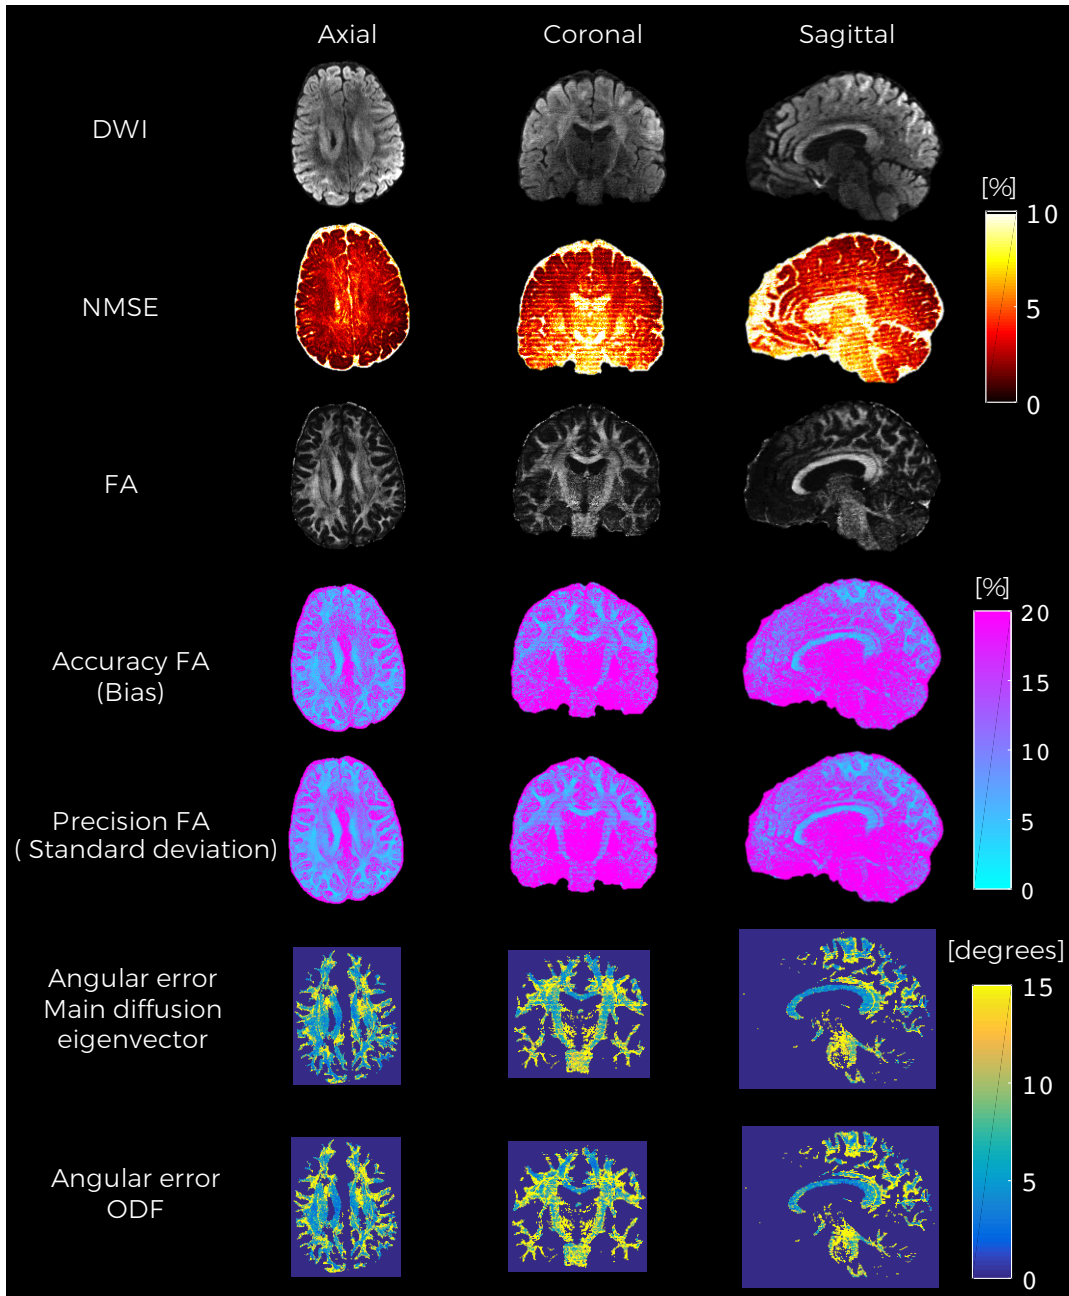 Axial Coronal Sagittal
DWI
[%]
10
NMSE
5
0
FA
[%]
20
Accuracy FA
(Bias)
15
10
Precision FA
( Standard deviation)
5
0
[degrees]
Angular error
Main diffusion
eigenvector
15
10
Angular error
ODF
5
0